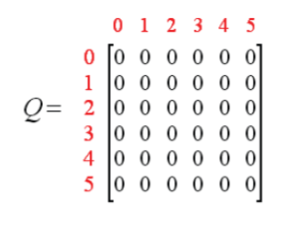 0 1 2 3 4 5
0 [0 0 0 0 0 0]
1 [0 0 0 0 0 0]
Q= 2 [0 0 0 0 0 0]
3 [0 0 0 0 0 0]
4 [0 0 0 0 0 0]
5 [0 0 0 0 0 0]